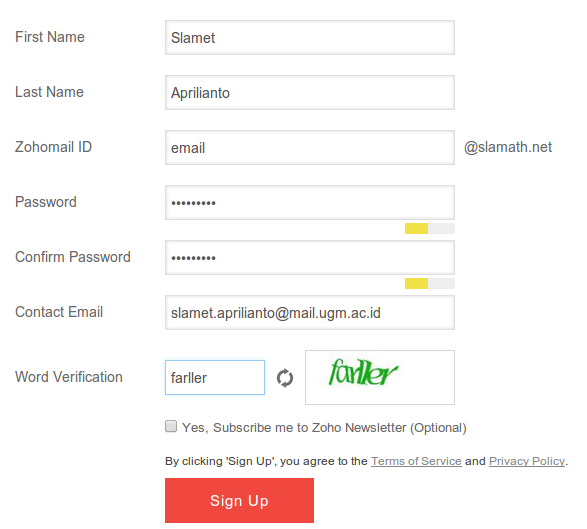 First Name Slamet
Last Name Aprilianto
Zohomail ID email @slamath.net
Password •••••••••
Confirm Password •••••••••
Contact Email slamet.aprilianto@mail.ugm.ac.id
Word Verification farller farller
Yes, Subscribe me to Zoho Newsletter (Optional)
By clicking 'Sign Up', you agree to the Terms of Service and Privacy Policy.
Sign Up